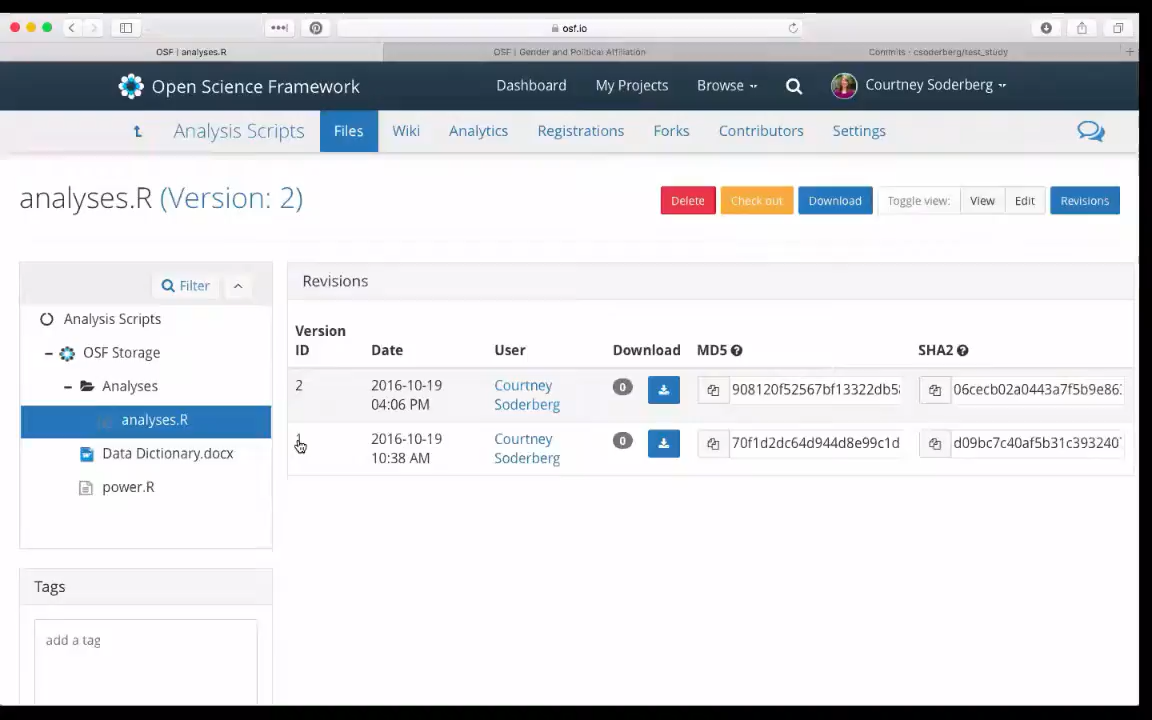 osf.io
OSF | analyses.R
OSF | Gender and Political Affiliation
Commits · csoderberg/test_study
Open Science Framework
Dashboard
My Projects
Browse
Courtney Soderberg
Analysis Scripts
Files
Wiki
Analytics
Registrations
Forks
Contributors
Settings
analyses.R (Version: 2)
Delete
Check out
Download
Toggle view:
View
Edit
Revisions
Filter
Analysis Scripts
OSF Storage
Analyses
analyses.R
Data Dictionary.docx
power.R
Tags
add a tag
Revisions
Version
ID
Date
User
Download
MD5
SHA2
2
2016-10-19
04:06 PM
Courtney
Soderberg
0
908120f52567bf13322db5
06cecb02a0443a7f5b9e86
1
2016-10-19
10:38 AM
Courtney
Soderberg
0
70f1d2dc64d944d8e99c1d
d09bc7c40af5b31c393240